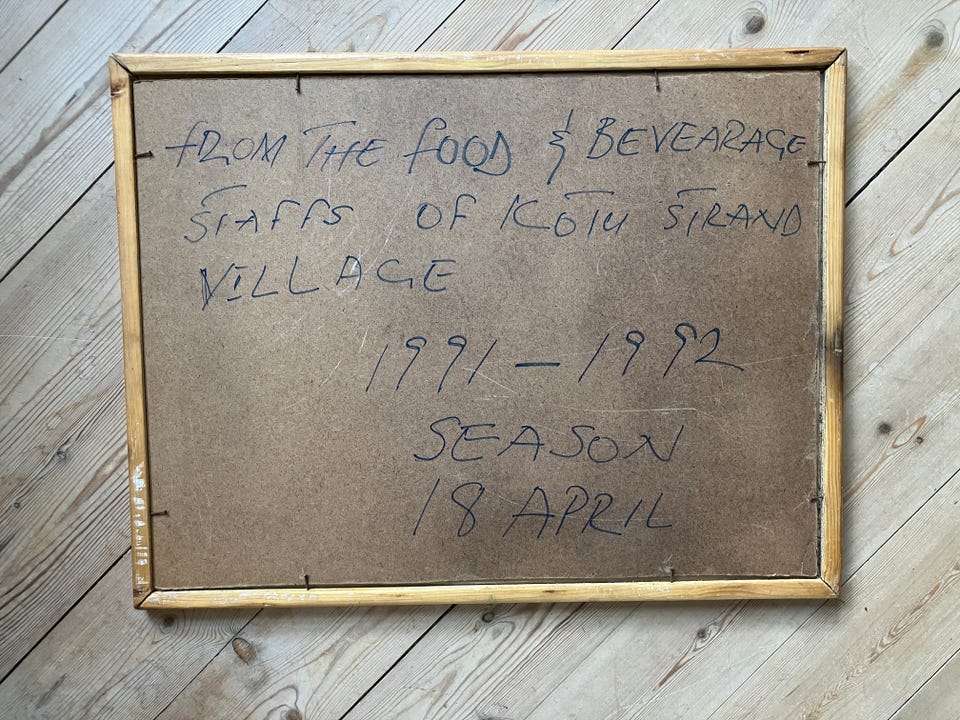 FROM THE FOOD & BEVEARAGE
STAFFS OF KOTU STRAND
VILLAGE
1991 - 1992
SEASON
18 APRIL